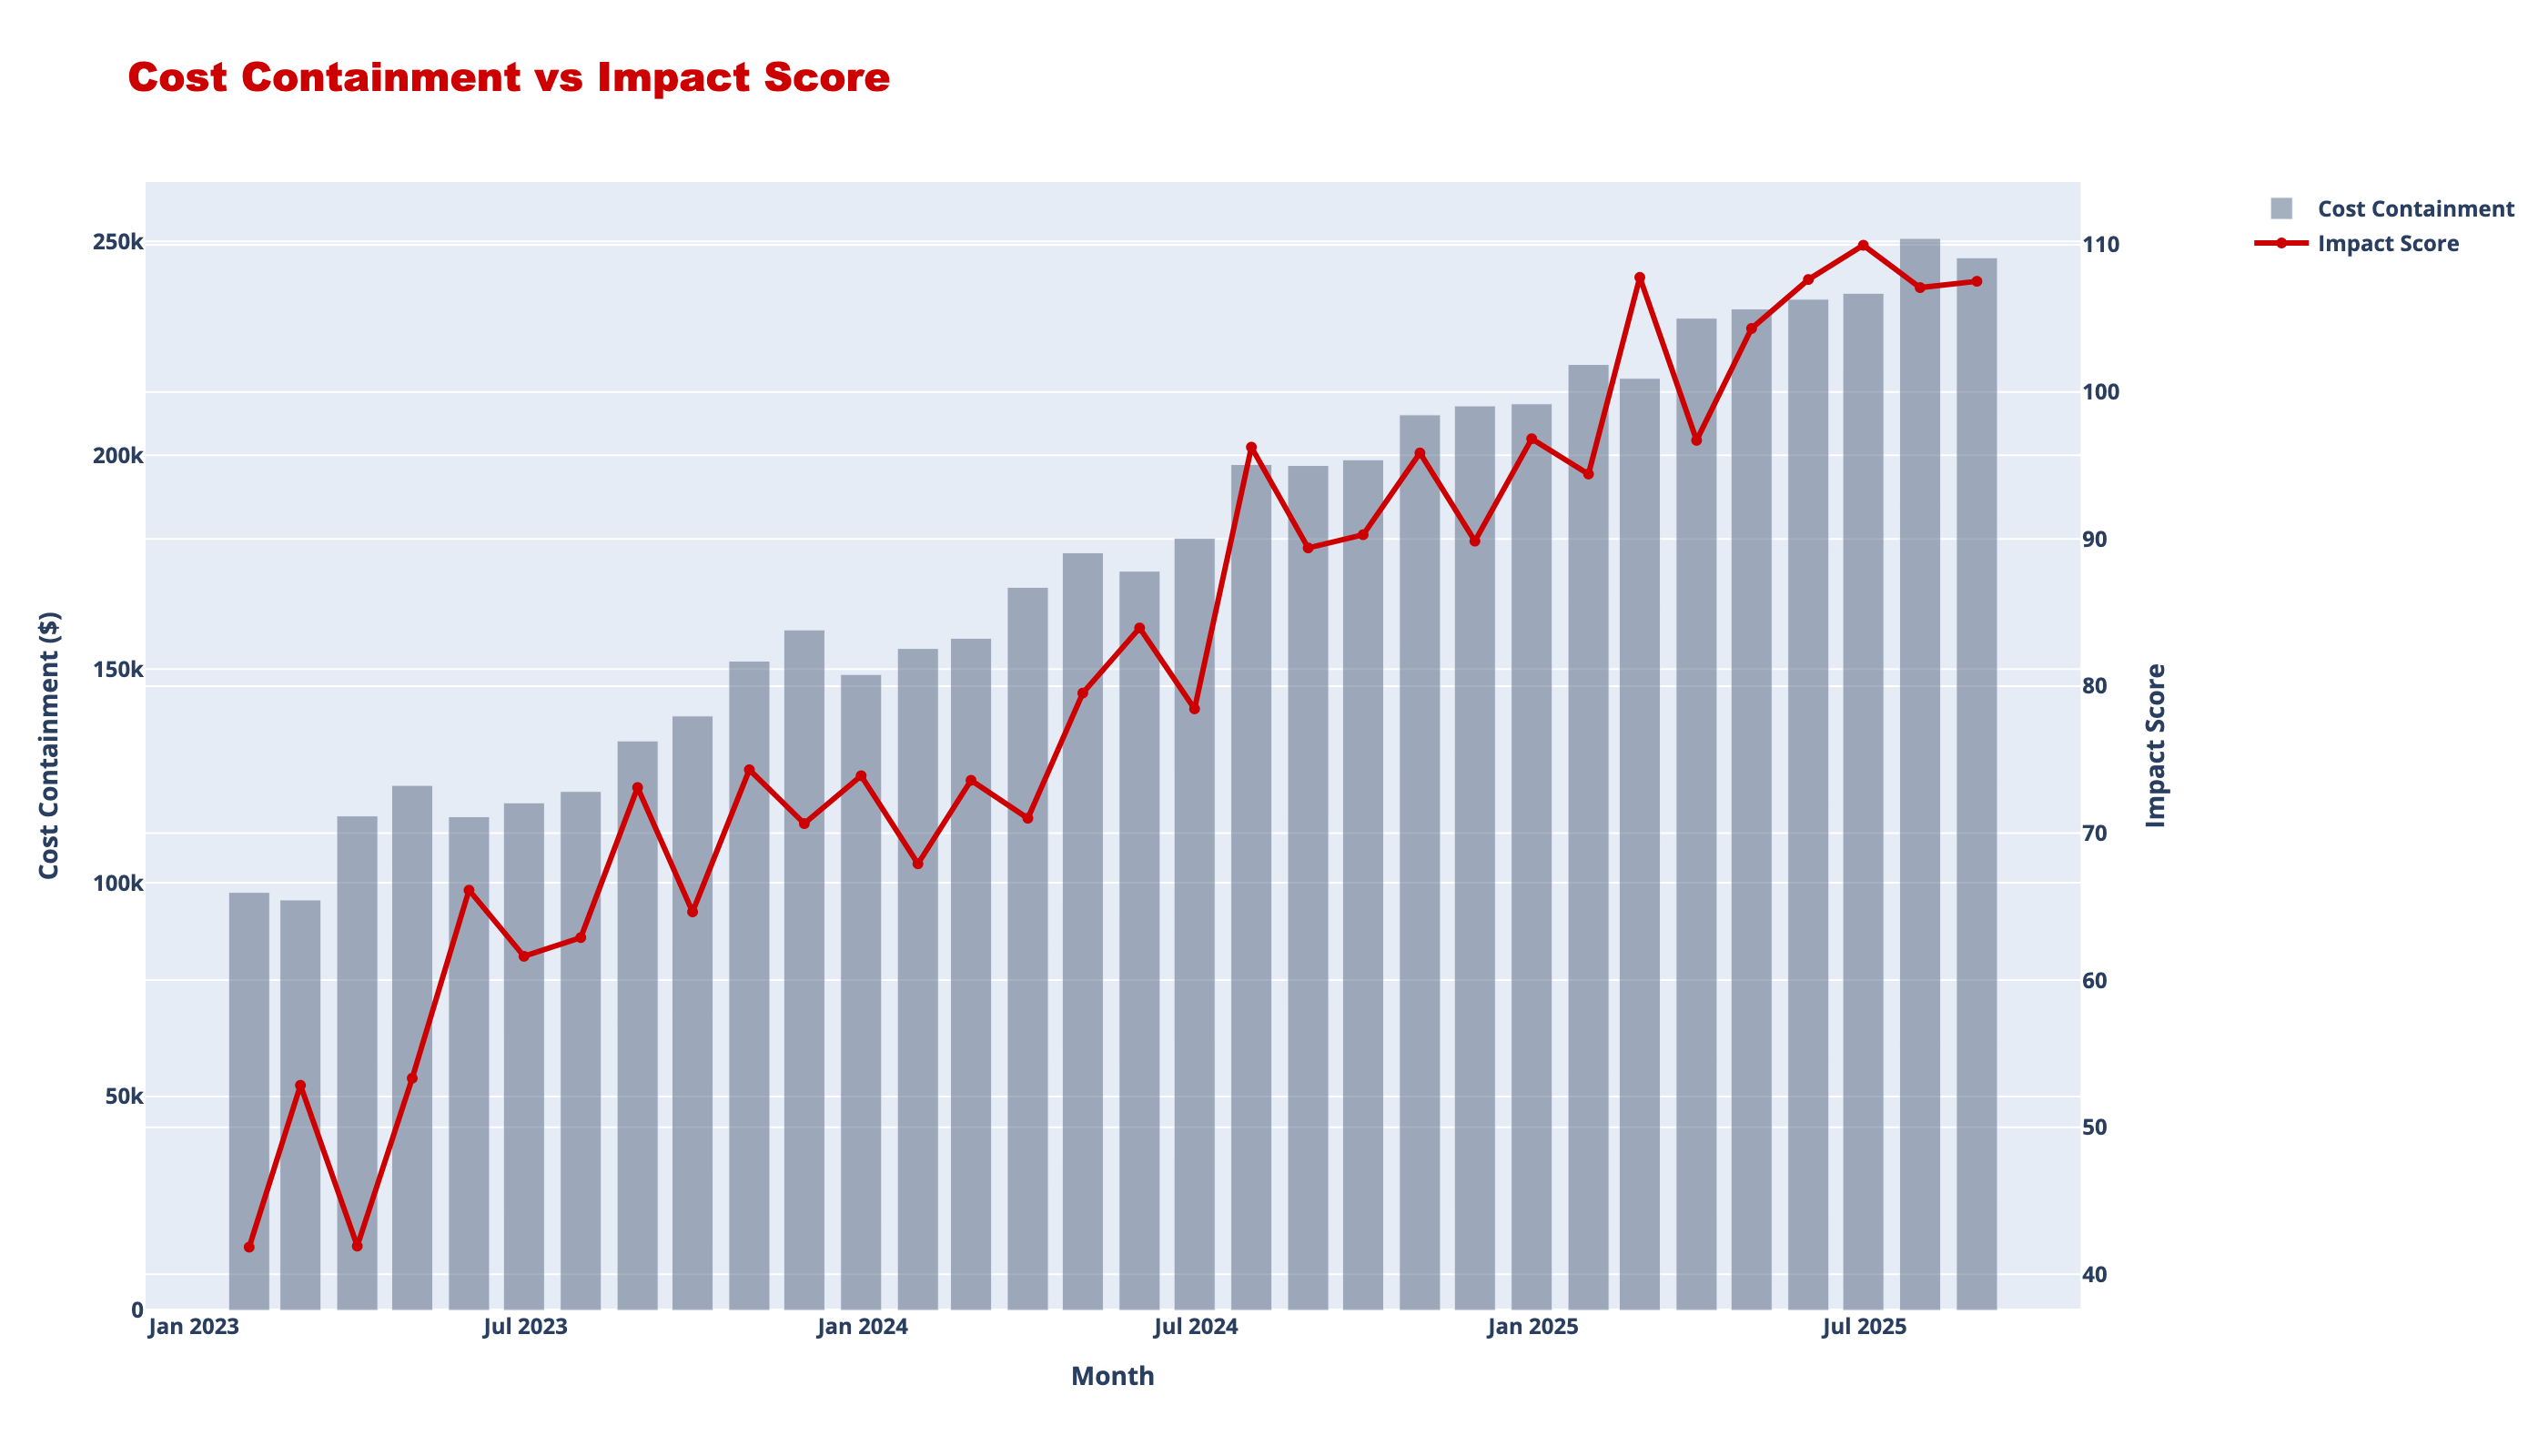 Cost Containment vs Impact Score
Cost Containment
Impact Score
250k
200k
150k
100k
50k
0
Cost Containment ($)
110
100
90
80
70
60
50
40
Impact Score
Jan 2023
Jul 2023
Jan 2024
Jul 2024
Jan 2025
Jul 2025
Month